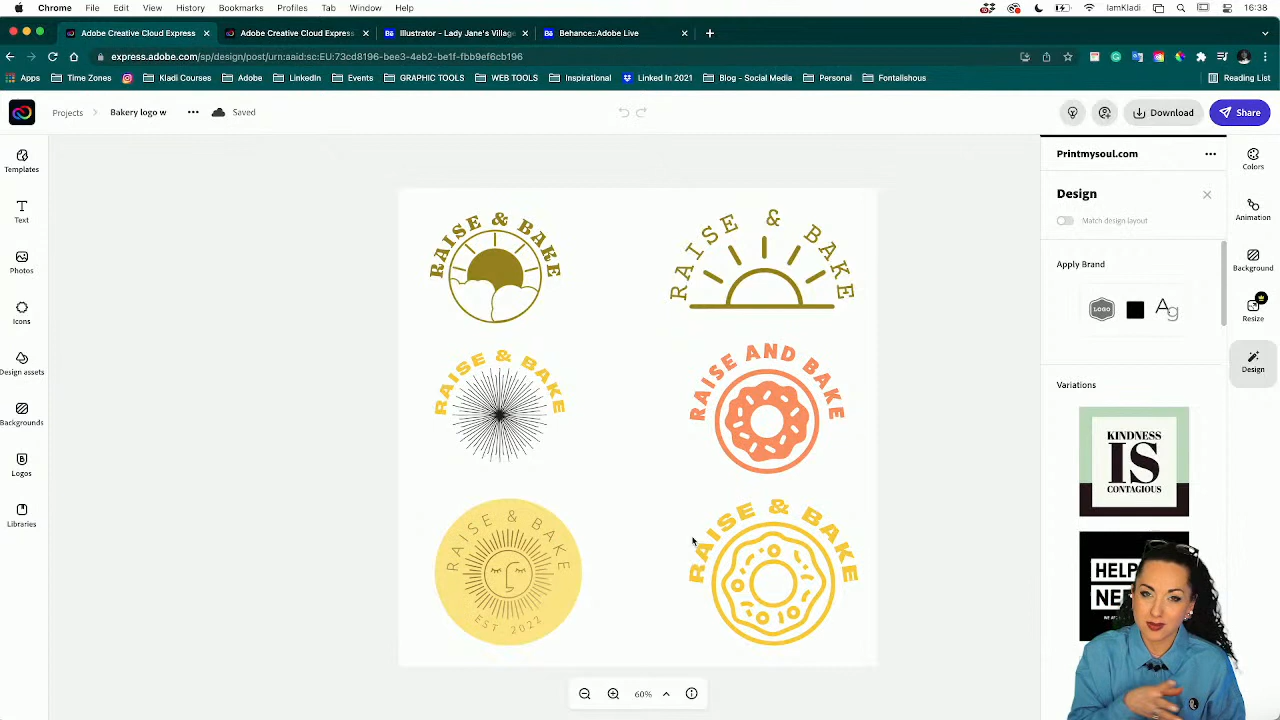 Chrome File Edit View History Bookmarks Profiles Tab Window Help IamKladi 16:38
Adobe Creative Cloud Express Adobe Creative Cloud Express Illustrator - Lady Jane's Village Behance::Adobe Live
express.adobe.com/sp/design/post/urn:aaid:sc:EU:73cd8196-bee3-4eb2-be1f-fbb9ef6cb196
Apps Time Zones Kladi Courses Adobe LinkedIn Events GRAPHIC TOOLS WEB TOOLS Inspirational Linked In 2021 Blog - Social Media Personal Fontalishous Reading List
Projects Bakery logo w Saved Download Share
Templates
Text
Photos
Icons
Design assets
Backgrounds
Logos
Libraries
RAISE & BAKE
RAISE & BAKE
RAISE & BAKE
RAISE AND BAKE
RAISE & BAKE
EST 2022
RAISE & BAKE
60%
Printmysoul.com
Design
Match design layout
Apply Brand
LOGO
Ag
Variations
KINDNESS
IS
CONTAGIOUS
HELP
Colors
Animation
Background
Resize
Design